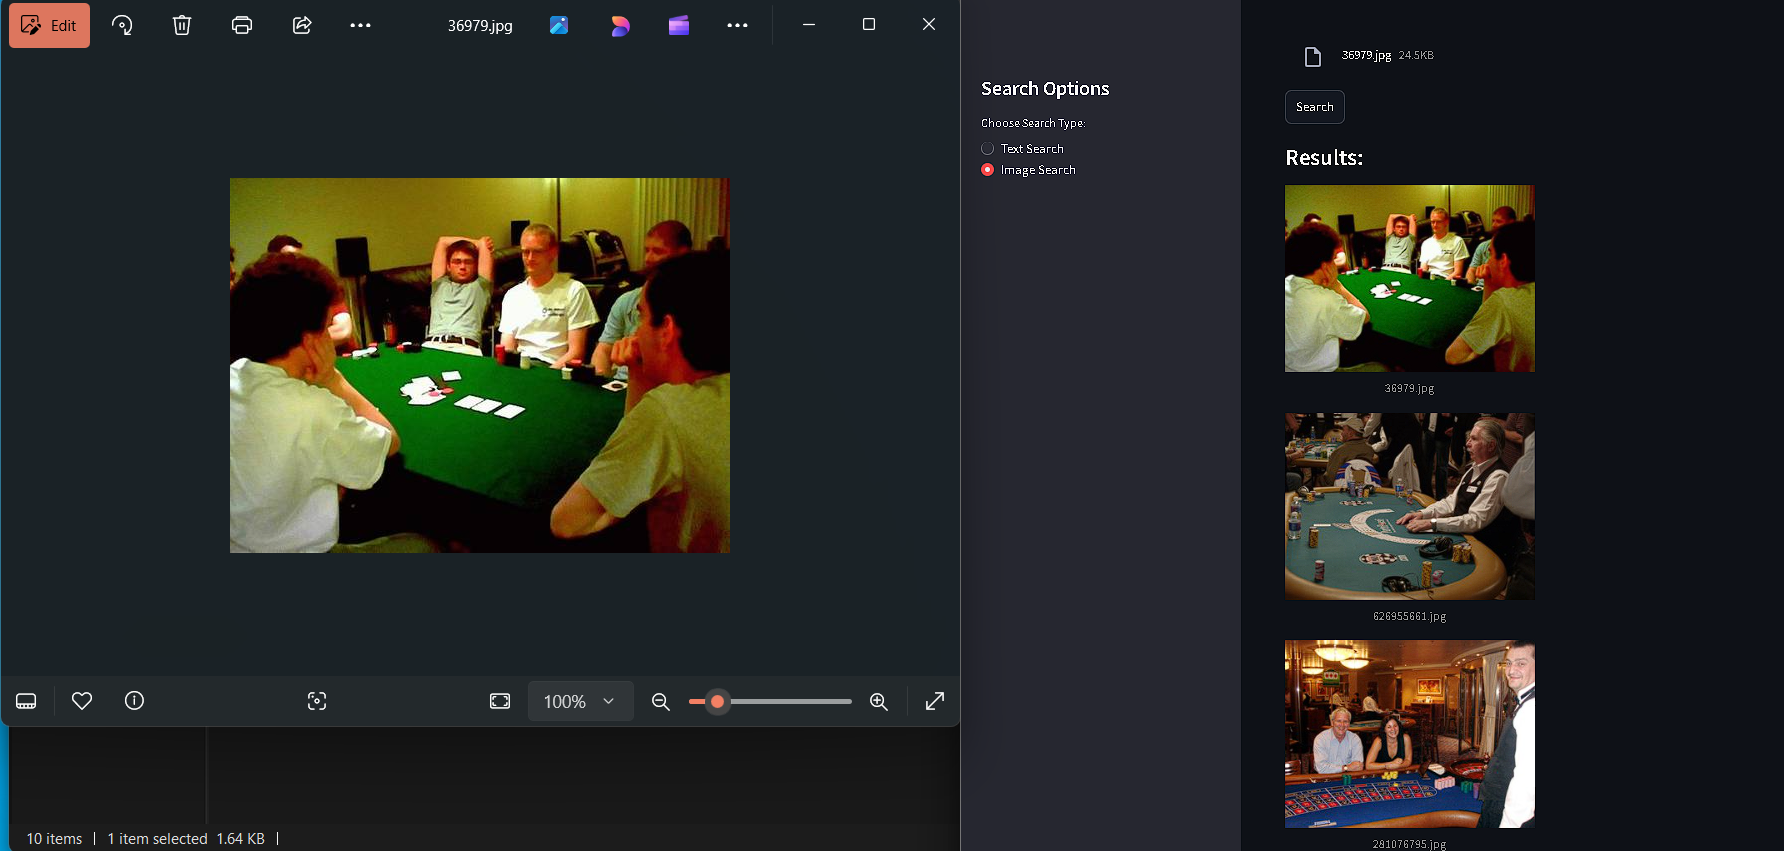 Edit
36979.jpg
100%
10 items | 1 item selected 1.64 KB |
Search Options
Choose Search Type:
Text Search
Image Search
36979.jpg 24.5KB
Search
Results:
36979.jpg
626955661.jpg
281076795.jpg